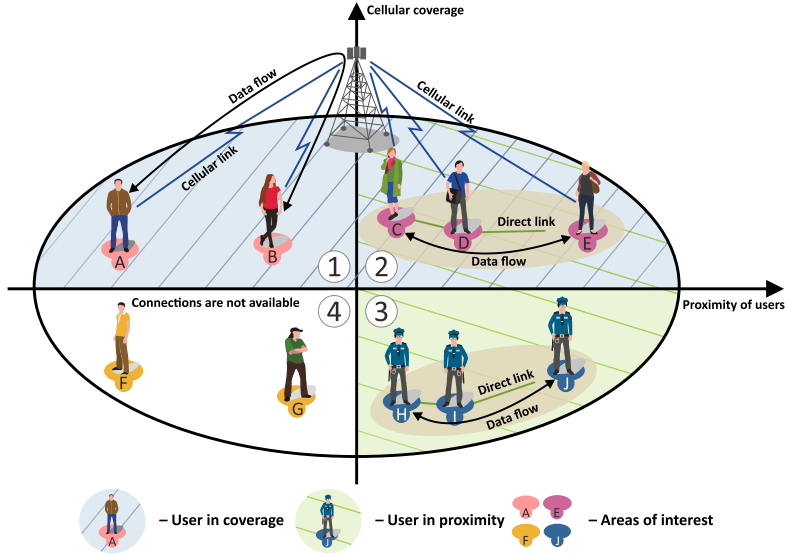 Cellular coverage
Data flow
Cellular link
Cellular link
A
B
C
D
E
Direct link
Data flow
1
2
Proximity of users
Connections are not available
4
3
F
G
H
I
J
Direct link
Data flow
A
– User in coverage
J
– User in proximity
A
E
F
J
– Areas of interest